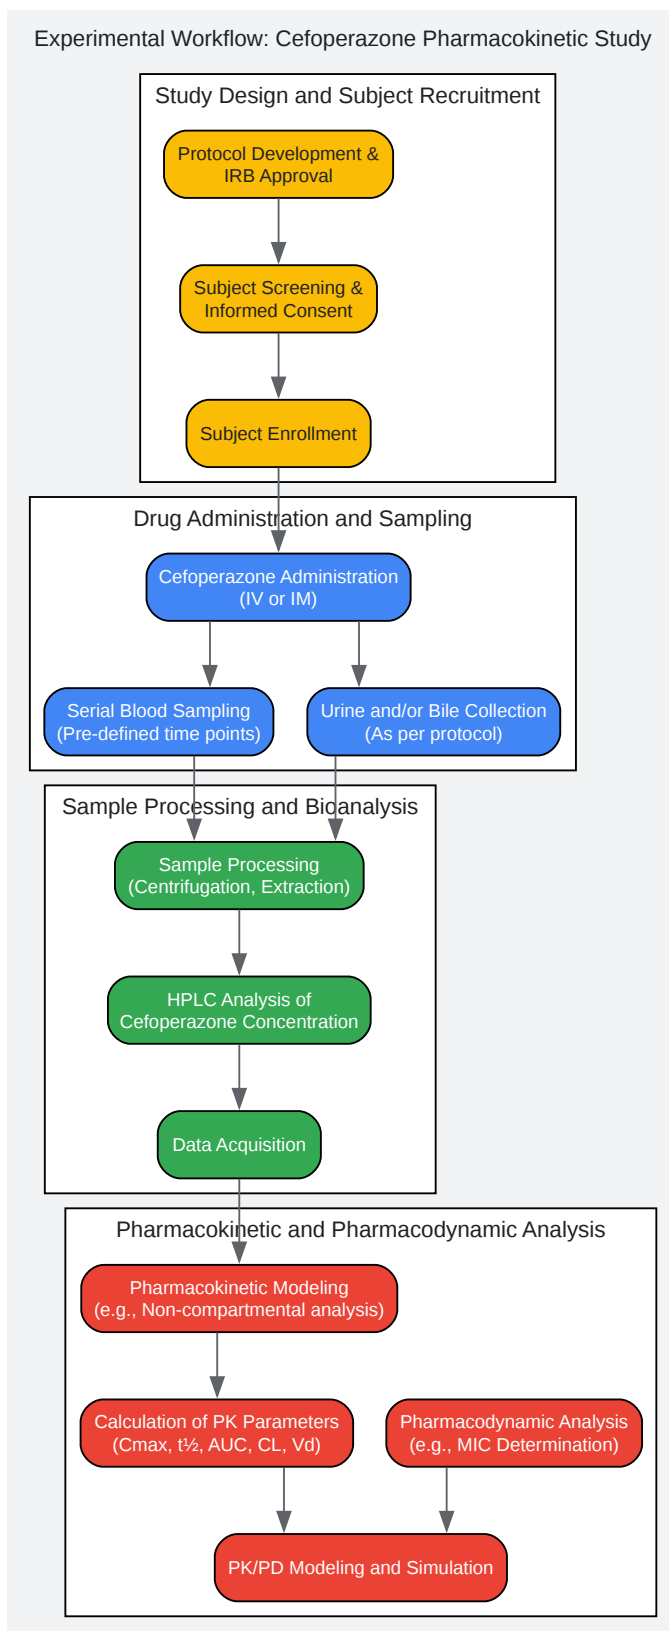 Experimental Workflow: Cefoperazone Pharmacokinetic Study
Study Design and Subject Recruitment
Protocol Development &
IRB Approval
Subject Screening &
Informed Consent
Subject Enrollment
Drug Administration and Sampling
Cefoperazone Administration
(IV or IM)
Serial Blood Sampling
(Pre-defined time points)
Urine and/or Bile Collection
(As per protocol)
Sample Processing and Bioanalysis
Sample Processing
(Centrifugation, Extraction)
HPLC Analysis of
Cefoperazone Concentration
Data Acquisition
Pharmacokinetic and Pharmacodynamic Analysis
Pharmacokinetic Modeling
(e.g., Non-compartmental analysis)
Calculation of PK Parameters
(Cmax, t½, AUC, CL, Vd)
Pharmacodynamic Analysis
(e.g., MIC Determination)
PK/PD Modeling and Simulation